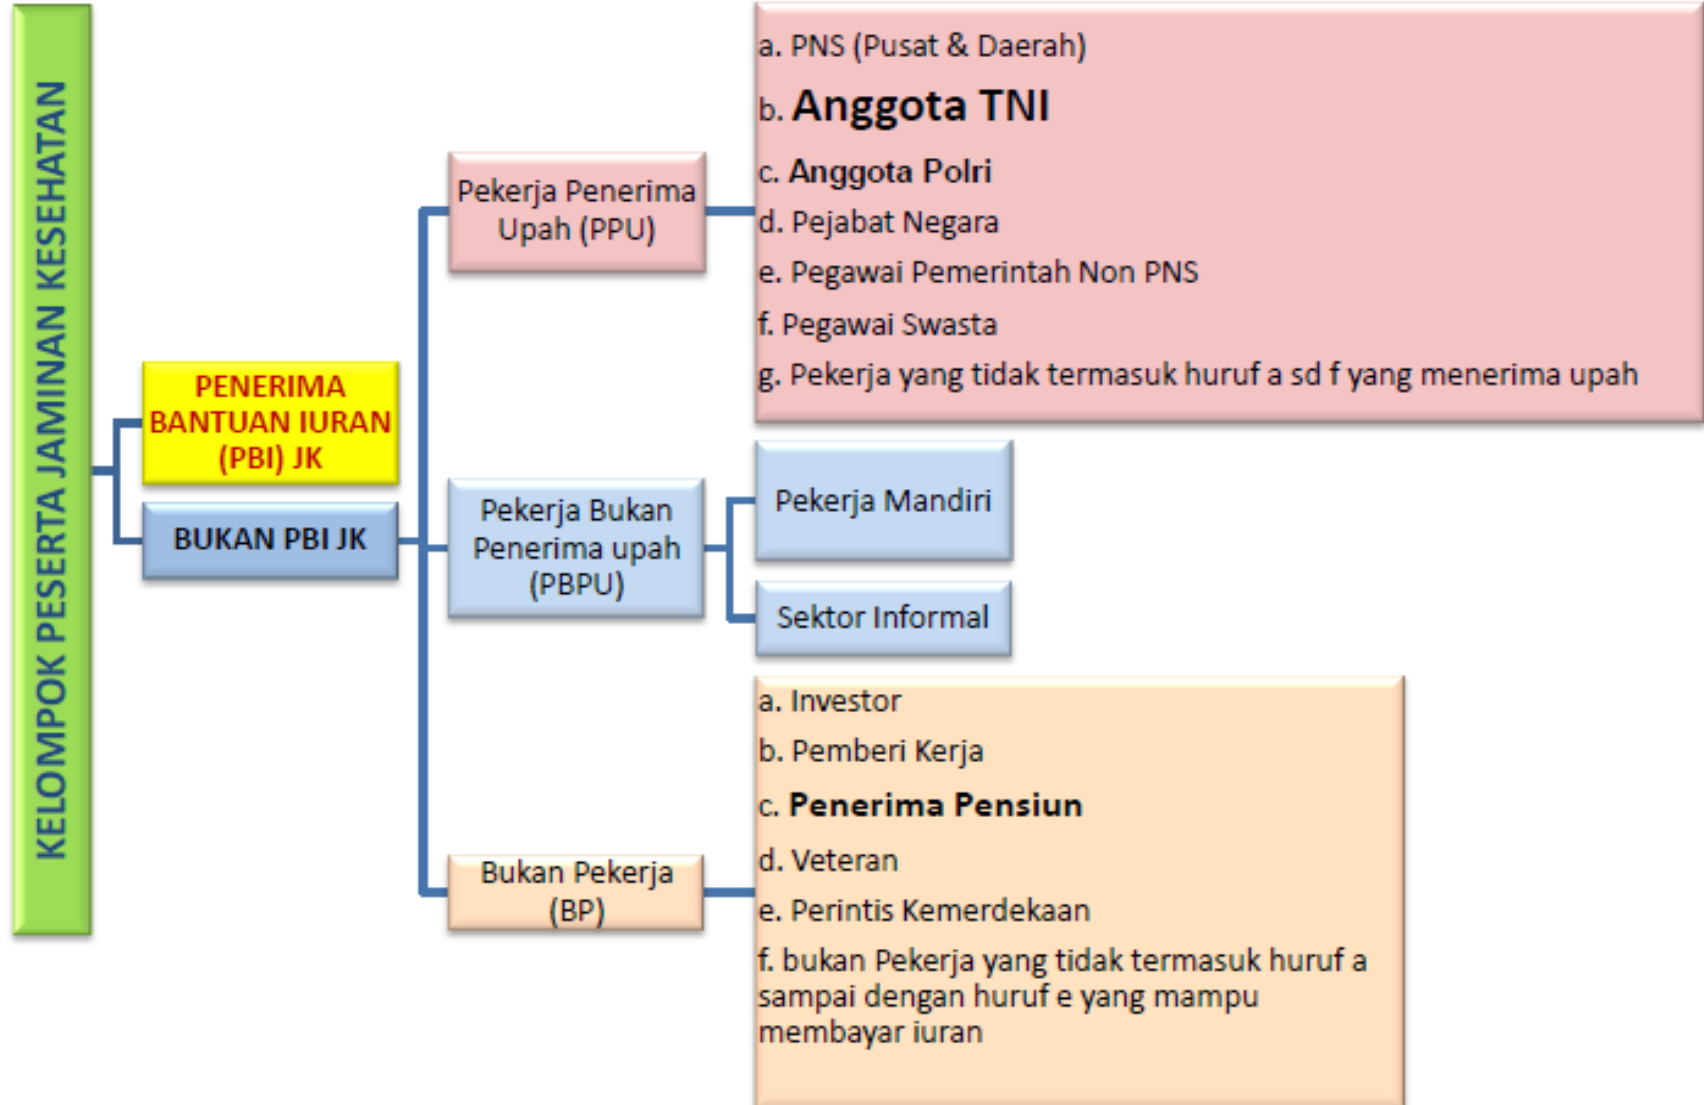 KELOMPOK PESERTA JAMINAN KESEHATAN
PENERIMA
BANTUAN IURAN
(PBI) JK
BUKAN PBI JK
Pekerja Penerima
Upah (PPU)
a. PNS (Pusat & Daerah)
b. Anggota TNI
c. Anggota Polri
d. Pejabat Negara
e. Pegawai Pemerintah Non PNS
f. Pegawai Swasta
g. Pekerja yang tidak termasuk huruf a sd f yang menerima upah
Pekerja Bukan
Penerima upah
(PBPU)
Pekerja Mandiri
Sektor Informal
Bukan Pekerja
(BP)
a. Investor
b. Pemberi Kerja
c. Penerima Pensiun
d. Veteran
e. Perintis Kemerdekaan
f. bukan Pekerja yang tidak termasuk huruf a
sampai dengan huruf e yang mampu
membayar iuran